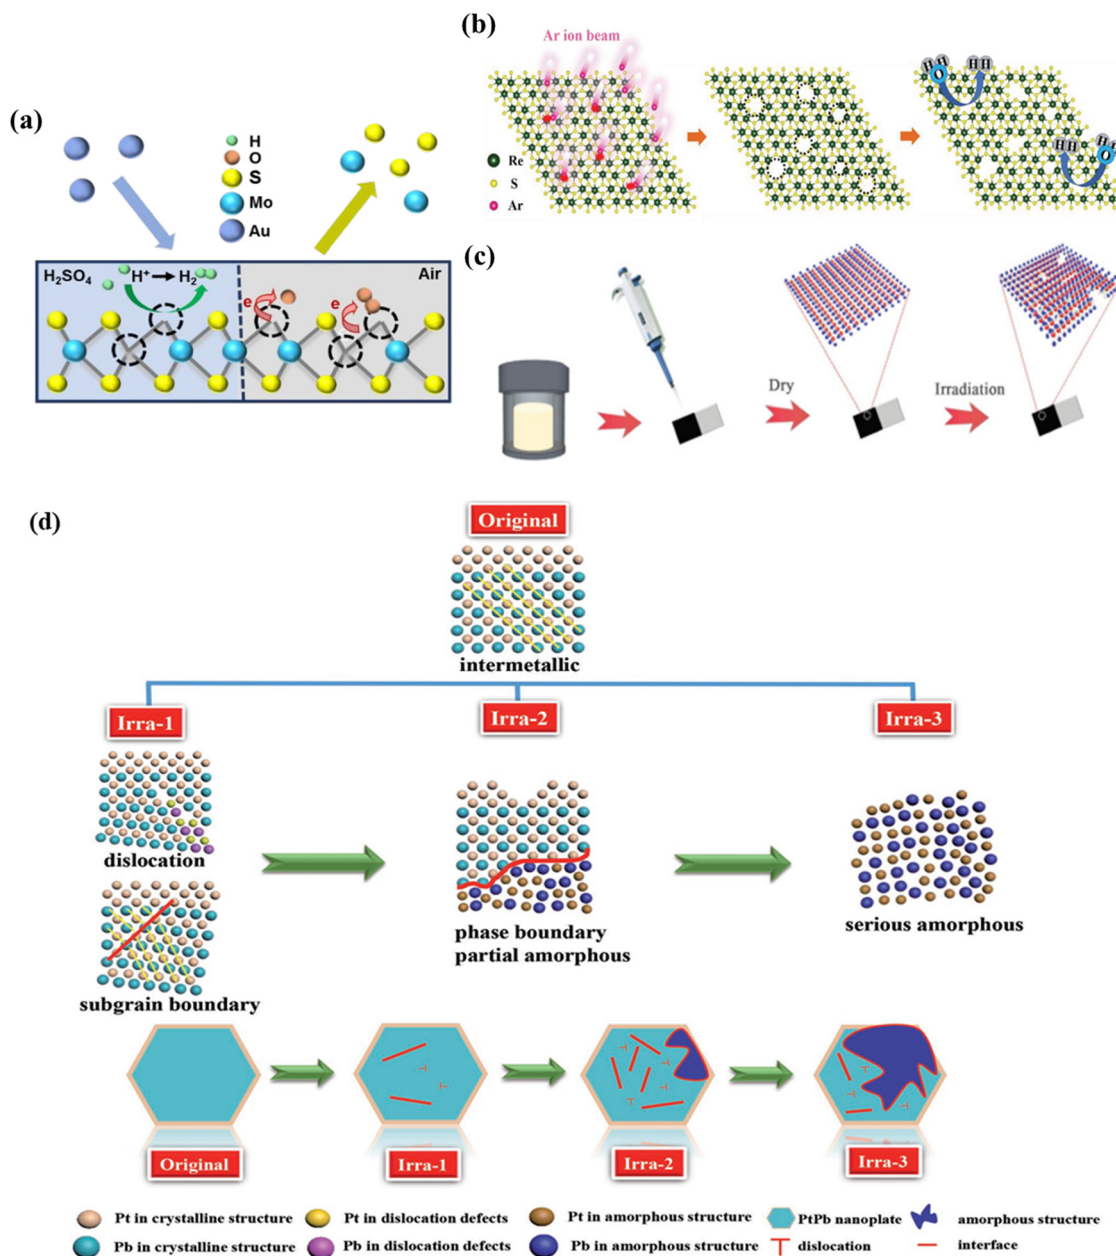 (a)
H
O
S
Mo
Au
H₂SO₄
H⁺ → H₂
Air
e
e
(b)
Ar ion beam
Re
S
Ar
H H
O
H H
H H
H
O
(c)
Dry
Irradiation
(d)
Original
intermetallic
Irra-1
Irra-2
Irra-3
dislocation
subgrain boundary
phase boundary
partial amorphous
serious amorphous
Original
Irra-1
Irra-2
Irra-3
Pt in crystalline structure
Pt in dislocation defects
Pt in amorphous structure
PtPb nanoplate
amorphous structure
Pb in crystalline structure
Pb in dislocation defects
Pb in amorphous structure
dislocation
interface